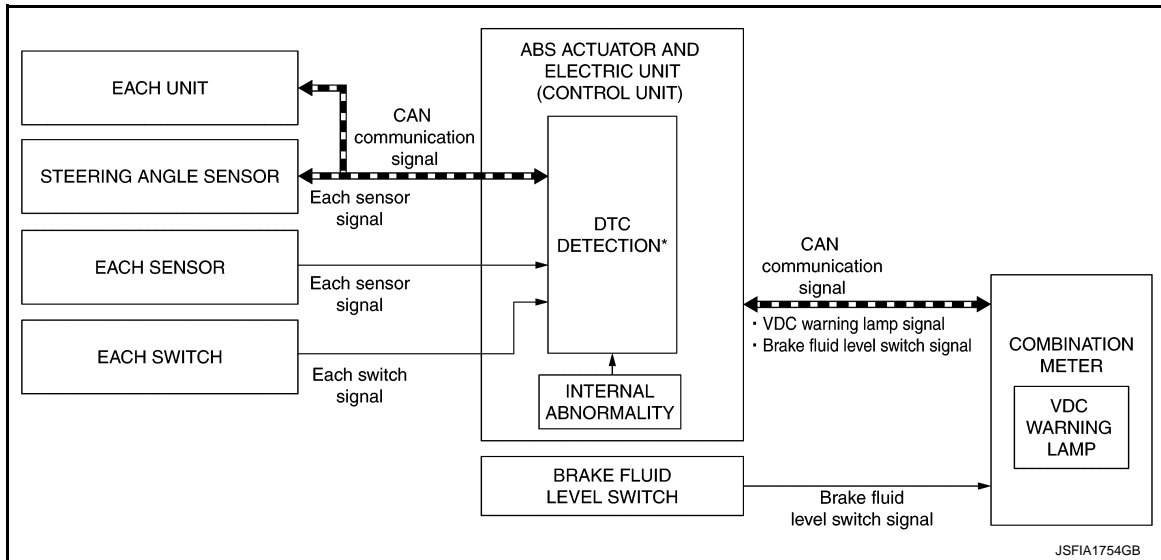 EACH UNIT
STEERING ANGLE SENSOR
EACH SENSOR
EACH SWITCH
CAN
communication
signal
Each sensor
signal
Each sensor
signal
Each switch
signal
ABS ACTUATOR AND
ELECTRIC UNIT
(CONTROL UNIT)
DTC
DETECTION*
INTERNAL
ABNORMALITY
BRAKE FLUID
LEVEL SWITCH
CAN
communication
signal
・VDC warning lamp signal
・Brake fluid level switch signal
Brake fluid
level switch signal
COMBINATION
METER
VDC
WARNING
LAMP
JSFIA1754GB